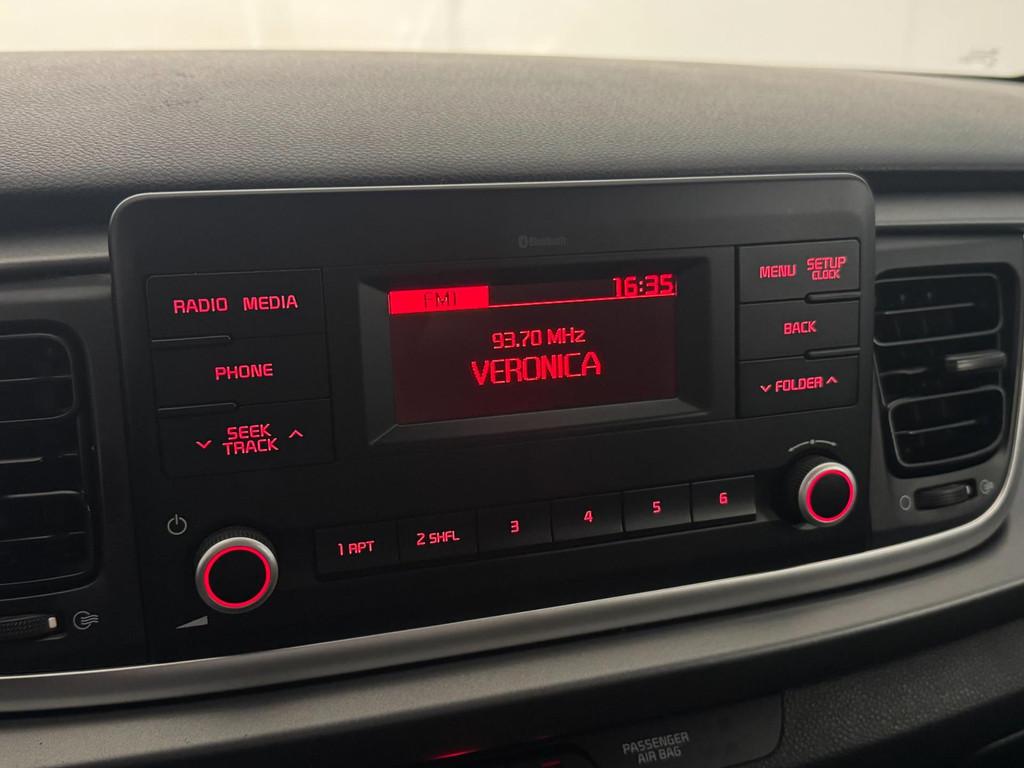 Bluetooth
RADIO MEDIA
PHONE
SEEK
TRACK
FM1
16:35
93.70 MHz
VERONICA
MENU
SETUP
CLOCK
BACK
FOLDER
1 RPT
2 SHFL
3
4
5
6
PASSENGER
AIR BAG